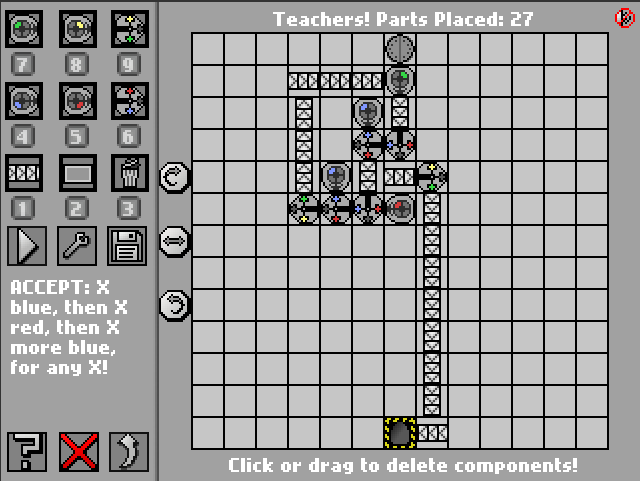 Teachers! Parts Placed: 27
7 8 9
4 5 6
1 2 3
ACCEPT: X
blue, then X
red, then X
more blue,
for any X!
?
Click or drag to delete components!